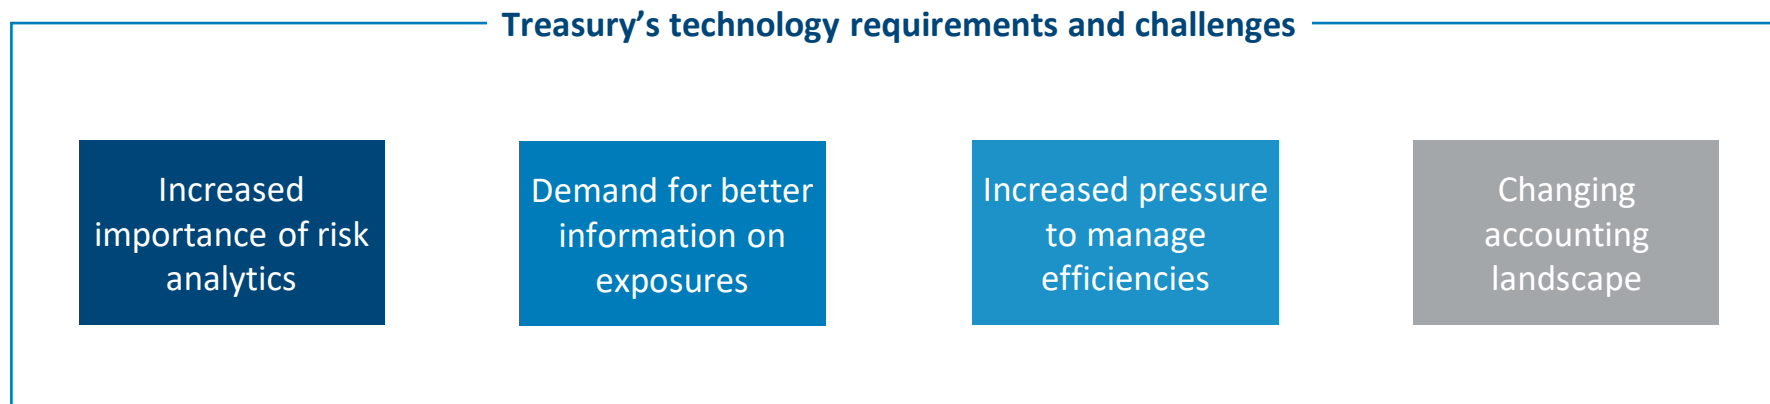 Treasury’s technology requirements and challenges
Increased
importance of risk
analytics
Demand for better
information on
exposures
Increased pressure
to manage
efficiencies
Changing
accounting
landscape